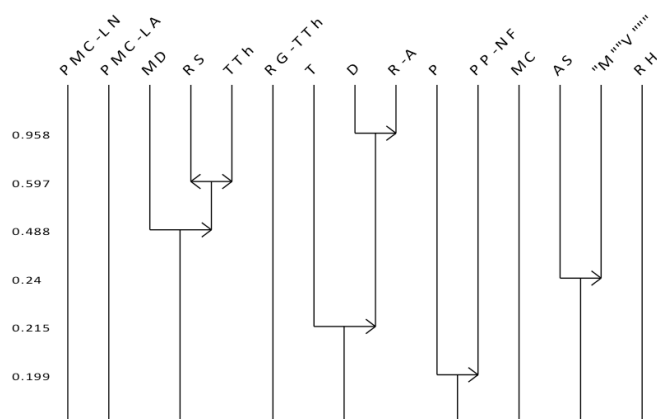 PMC-LN
PMC-LA
MD
RS
TTh
RG-TTh
T
D
R-A
P
PP-NF
MC
AS
"M""V"""
RH
0.958
0.597
0.488
0.24
0.215
0.199